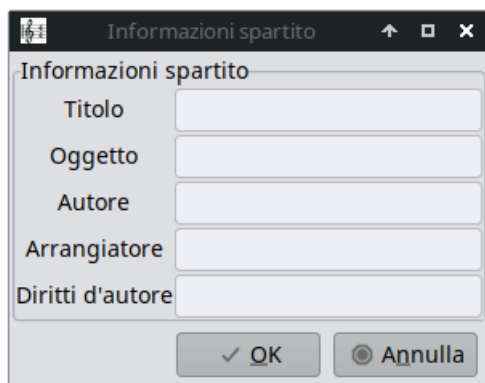 Informazioni spartito
Informazioni spartito
Titolo
Oggetto
Autore
Arrangiatore
Diritti d'autore
OK Annulla